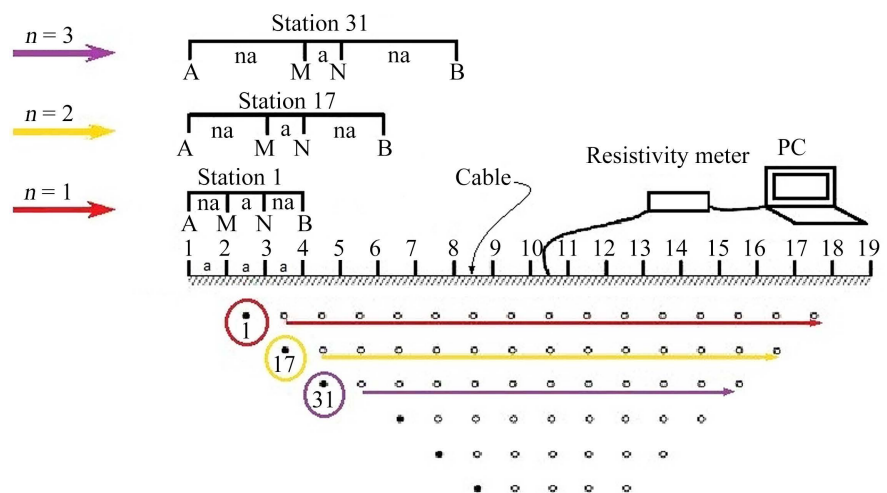 n = 3
Station 31
na a na
A M N B
n = 2
Station 17
na a na
A M N B
n = 1
Station 1
na a na
A M N B
Cable
Resistivity meter
PC
1 2 3 4 5 6 7 8 9 10 11 12 13 14 15 16 17 18 19
a a a
1
17
31